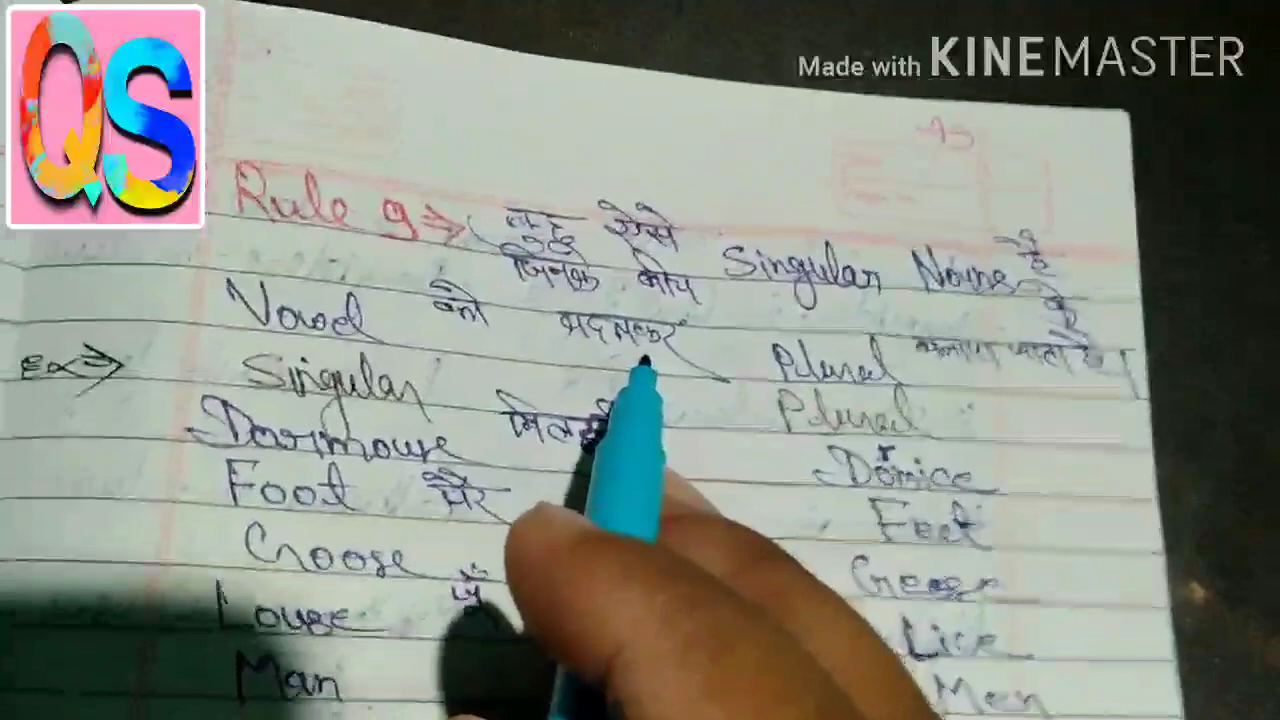 QS
Made with KINEMASTER
Rule 9 ⇒ कुछ ऐसे Singular Nouns है
जिनके बीच के
Vowel को बदलकर Plural बनाया जाता है।
Ex ⇒ Singular Plural
Dormouse Dormice
Foot पैर Feet
Goose Geese
Louse जूँ Lice
Man Men